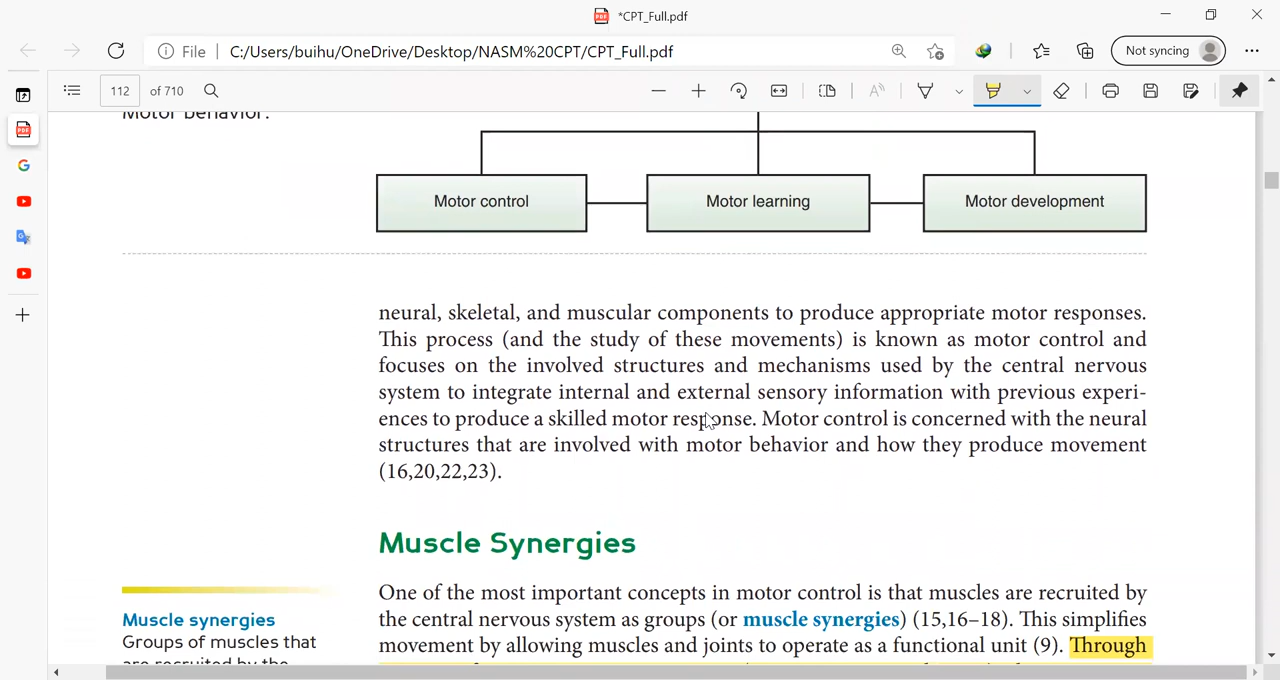 *CPT_Full.pdf
File
C:/Users/buihu/OneDrive/Desktop/NASM%20CPT/CPT_Full.pdf
Not syncing
112 of 710
Motor behavior.
Motor control
Motor learning
Motor development
neural, skeletal, and muscular components to produce appropriate motor responses.
This process (and the study of these movements) is known as motor control and
focuses on the involved structures and mechanisms used by the central nervous
system to integrate internal and external sensory information with previous experi-
ences to produce a skilled motor response. Motor control is concerned with the neural
structures that are involved with motor behavior and how they produce movement
(16,20,22,23).
Muscle Synergies
One of the most important concepts in motor control is that muscles are recruited by
the central nervous system as groups (or muscle synergies) (15,16–18). This simplifies
movement by allowing muscles and joints to operate as a functional unit (9). Through
Muscle synergies
Groups of muscles that
are recruited by the